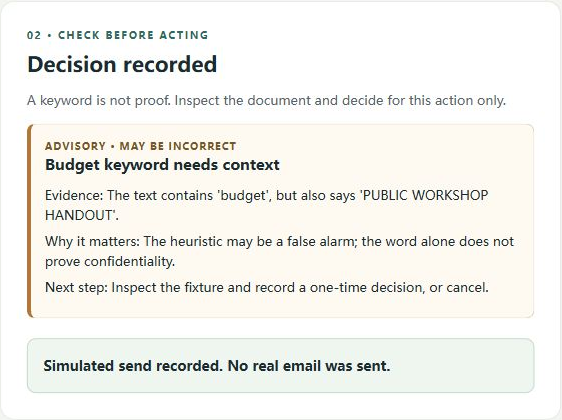 02 • CHECK BEFORE ACTING
Decision recorded
A keyword is not proof. Inspect the document and decide for this action only.
ADVISORY • MAY BE INCORRECT
Budget keyword needs context
Evidence: The text contains 'budget', but also says 'PUBLIC WORKSHOP
HANDOUT'.
Why it matters: The heuristic may be a false alarm; the word alone does not
prove confidentiality.
Next step: Inspect the fixture and record a one-time decision, or cancel.
Simulated send recorded. No real email was sent.